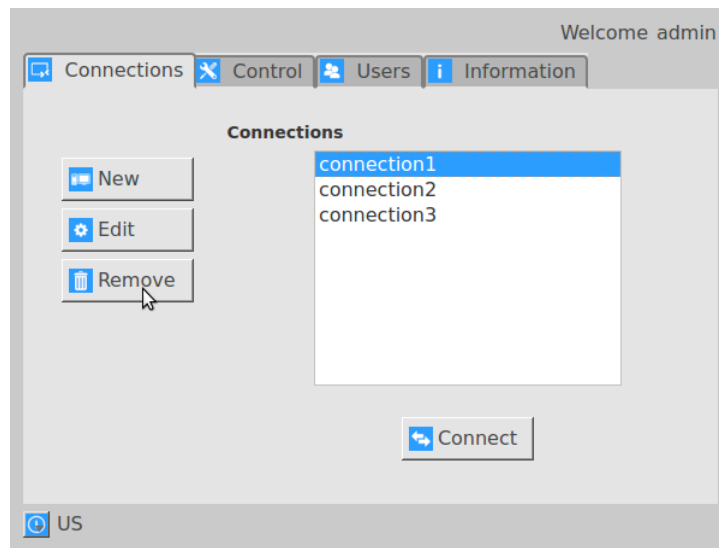 Welcome admin
Connections Control Users Information
Connections
New
Edit
Remove
connection1
connection2
connection3
Connect
US